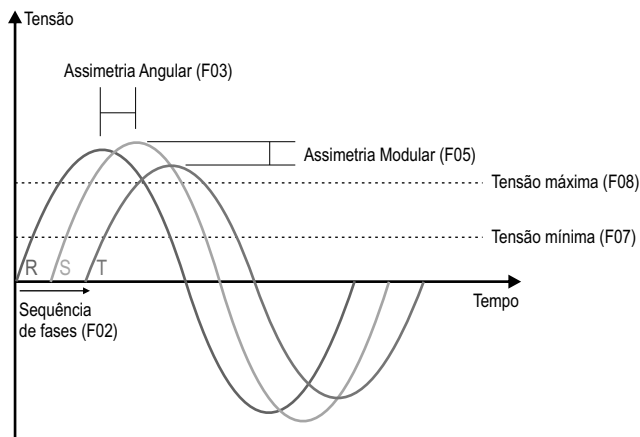 Tensão
Assimetria Angular (F03)
Assimetria Modular (F05)
Tensão máxima (F08)
Tensão mínima (F07)
R S T
Tempo
Sequência
de fases (F02)